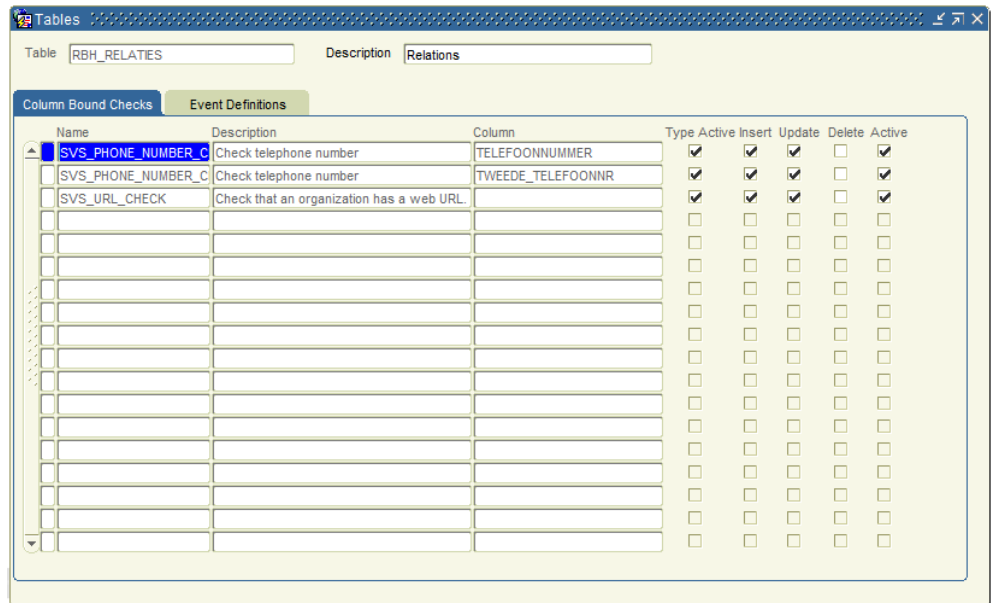 Tables
Table RBH_RELATIES Description Relations
Column Bound Checks Event Definitions
Name Description Column Type Active Insert Update Delete Active
SVS_PHONE_NUMBER_C Check telephone number TELEFOONNUMMER
SVS_PHONE_NUMBER_C Check telephone number TWEEDE_TELEFOONNR
SVS_URL_CHECK Check that an organization has a web URL.